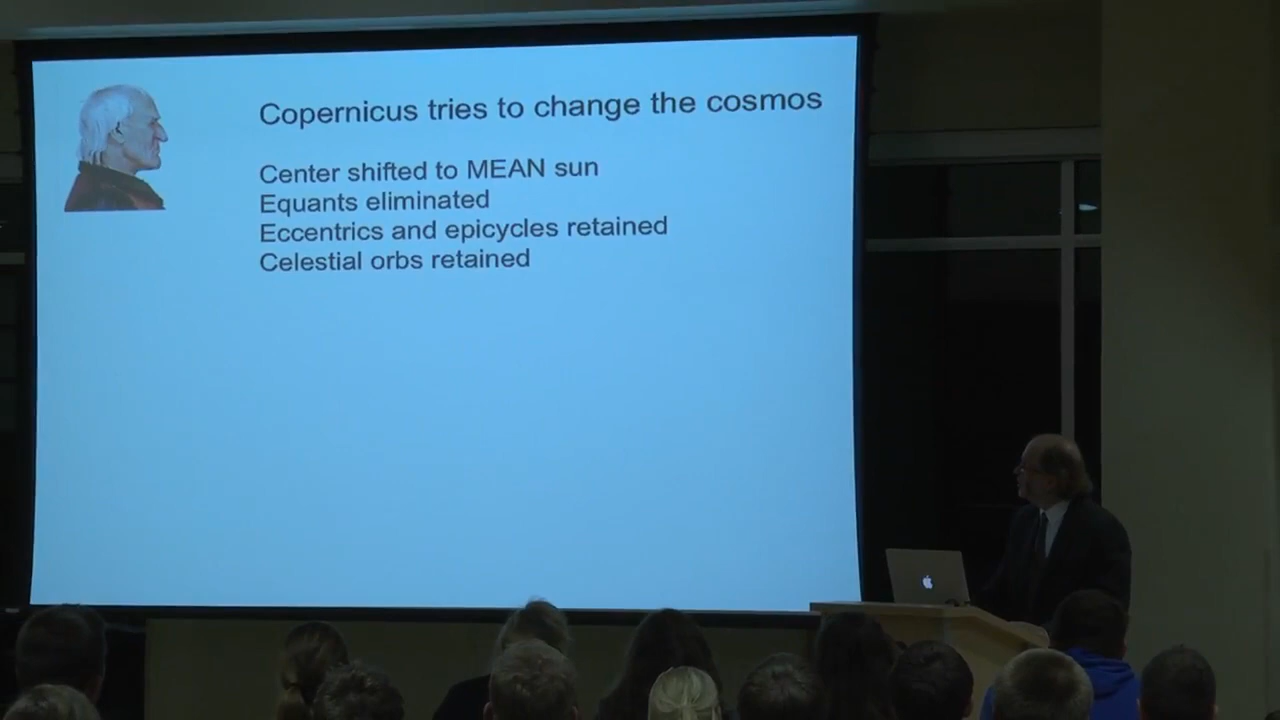 Copernicus tries to change the cosmos
Center shifted to MEAN sun
Equants eliminated
Eccentrics and epicycles retained
Celestial orbs retained